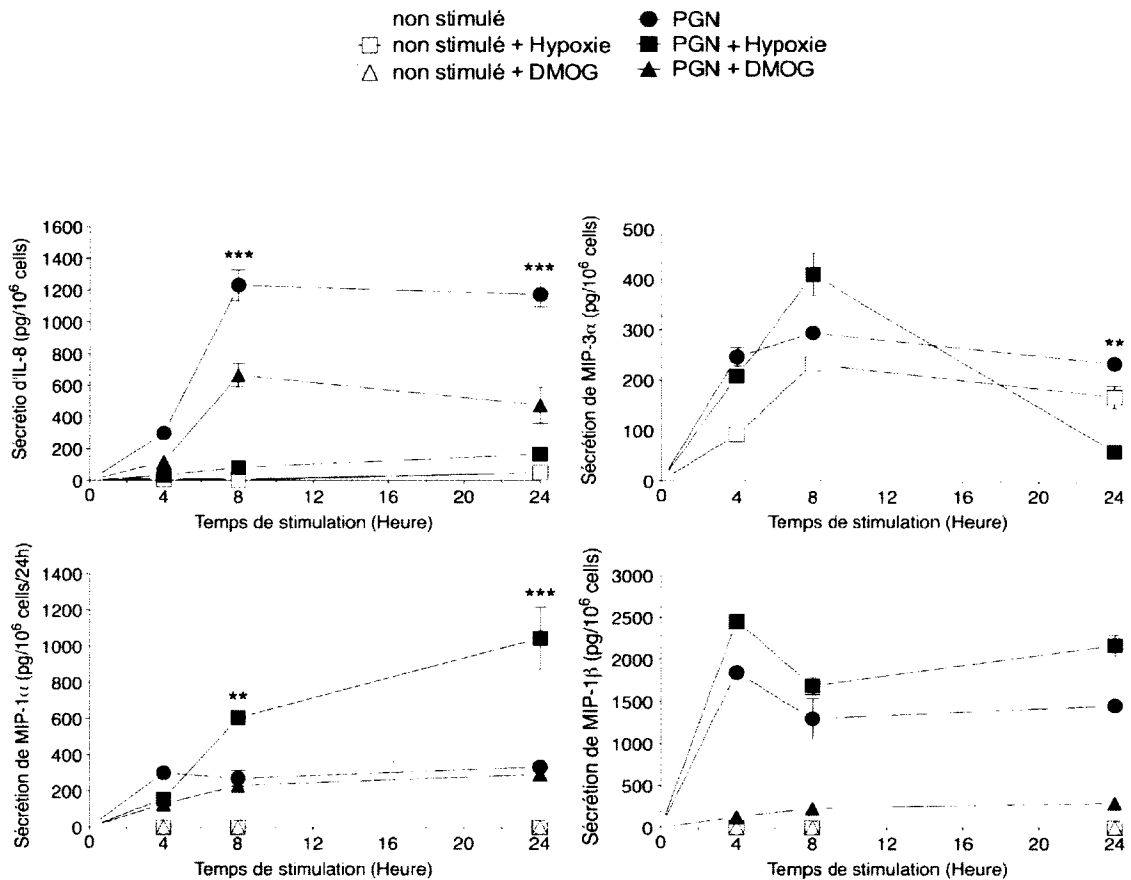 non stimulé
non stimulé + Hypoxie
non stimulé + DMOG
PGN
PGN + Hypoxie
PGN + DMOG
Sécrétio d'IL-8 (pg/10⁶ cells)
1600
1400
1200
1000
800
600
400
200
0
***
***
0 4 8 12 16 20 24
Temps de stimulation (Heure)
Sécrétion de MIP-3α (pg/10⁶ cells)
500
400
300
200
100
0
**
0 4 8 12 16 20 24
Temps de stimulation (Heure)
Sécrétion de MIP-1α (pg/10⁶ cells/24h)
1400
1200
1000
800
600
400
200
0
**
***
0 4 8 12 16 20 24
Temps de stimulation (Heure)
Sécrétion de MIP-1β (pg/10⁶ cells)
3000
2500
2000
1500
1000
500
0
0 4 8 12 16 20 24
Temps de stimulation (Heure)